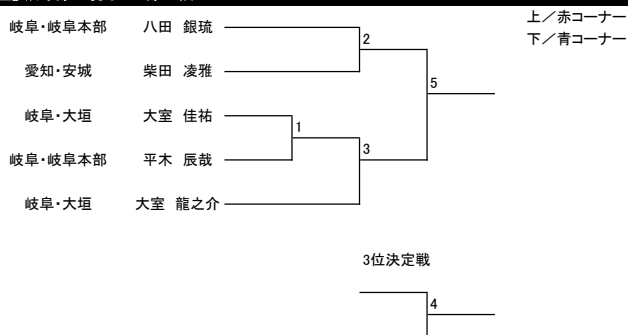 上／赤コーナー
下／青コーナー
岐阜・岐阜本部 八田 銀琉
2
愛知・安城 柴田 凌雅
5
岐阜・大垣 大室 佳祐
1
3
岐阜・岐阜本部 平木 辰哉
岐阜・大垣 大室 龍之介
3位決定戦
4